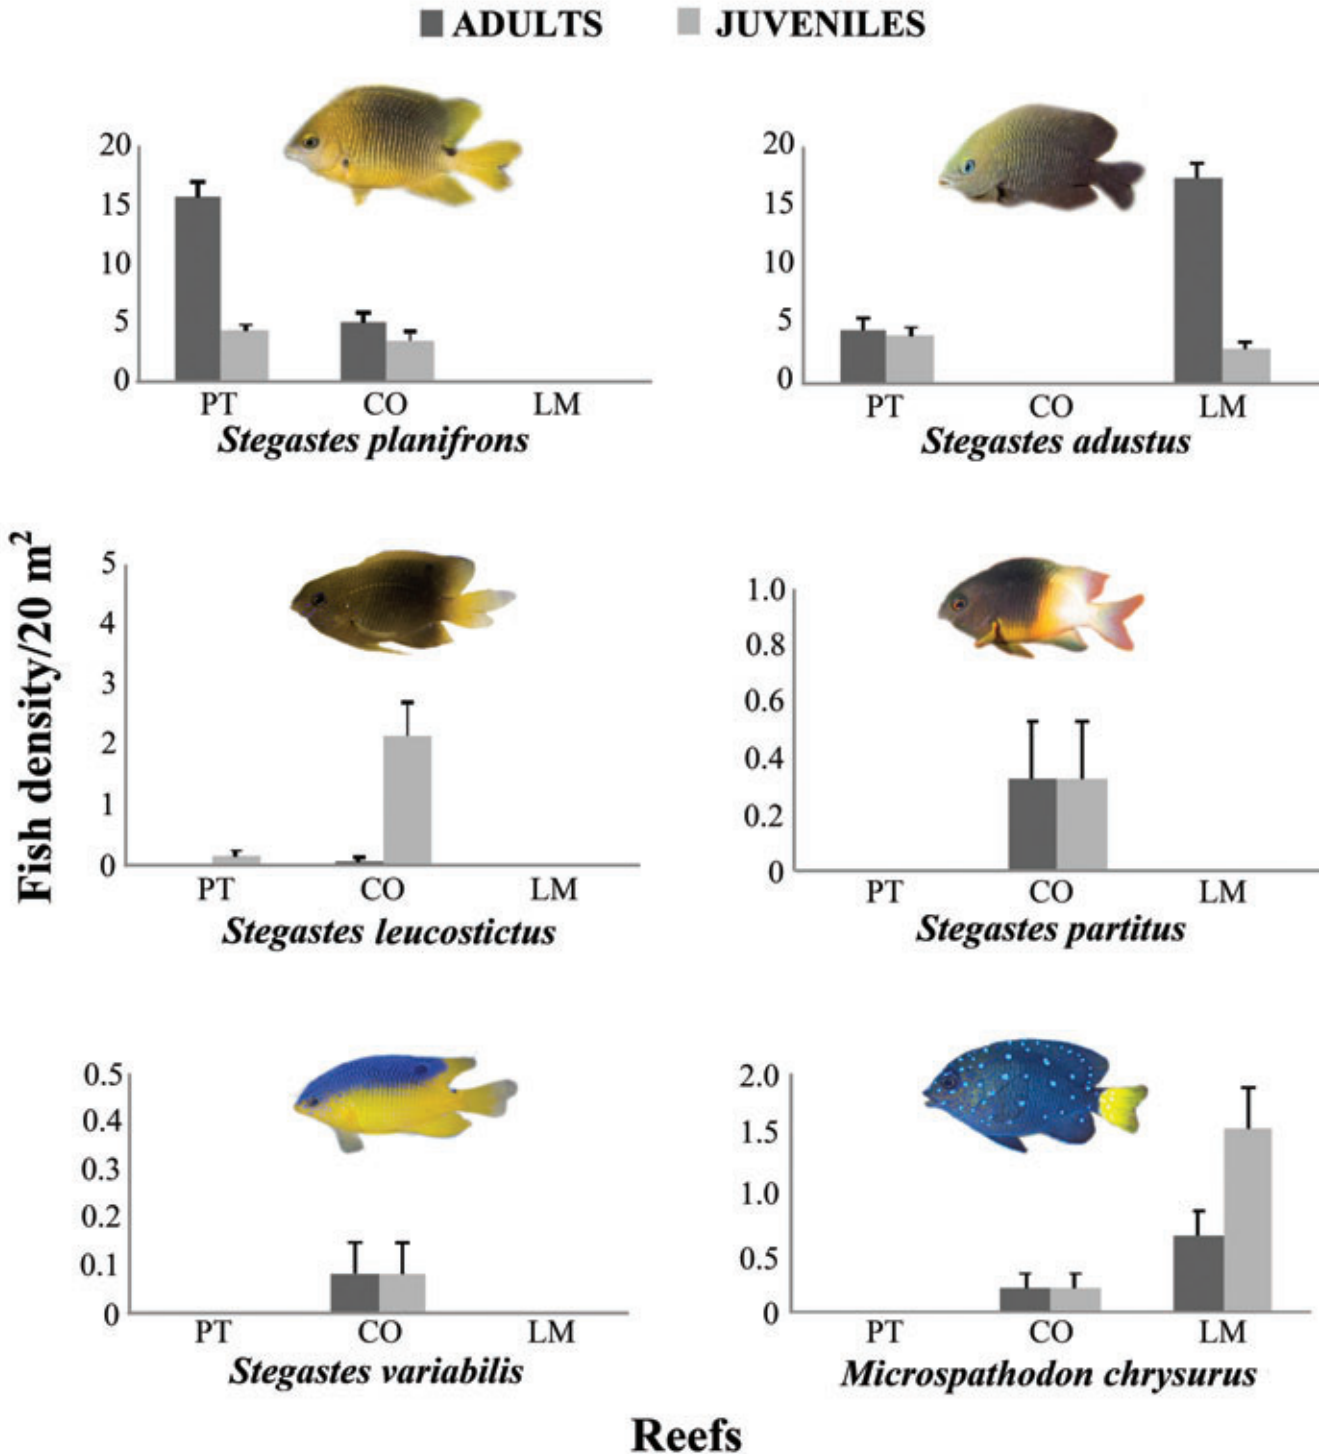 ADULTS JUVENILES
20
15
10
5
0
PT CO LM
Stegastes planifrons
20
15
10
5
0
PT CO LM
Stegastes adustus
Fish density/20 m²
5
4
3
2
1
0
PT CO LM
Stegastes leucostictus
1.0
0.8
0.6
0.4
0.2
0
PT CO LM
Stegastes partitus
0.5
0.4
0.3
0.2
0.1
0
PT CO LM
Stegastes variabilis
2.0
1.5
1.0
0.5
0
PT CO LM
Microspathodon chrysurus
Reefs